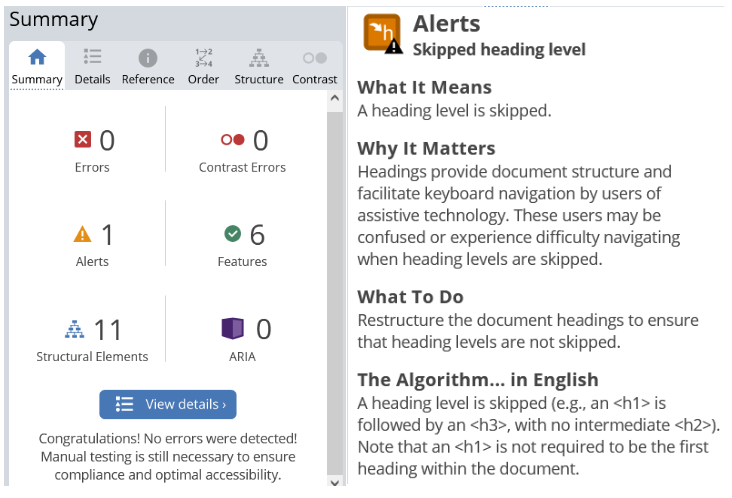 Summary
Summary Details Reference Order Structure Contrast
1→2
3→4
0
Errors
0
Contrast Errors
1
Alerts
6
Features
11
Structural Elements
0
ARIA
View details ›
Congratulations! No errors were detected!
Manual testing is still necessary to ensure
compliance and optimal accessibility.
h
Alerts
Skipped heading level
What It Means
A heading level is skipped.
Why It Matters
Headings provide document structure and
facilitate keyboard navigation by users of
assistive technology. These users may be
confused or experience difficulty navigating
when heading levels are skipped.
What To Do
Restructure the document headings to ensure
that heading levels are not skipped.
The Algorithm... in English
A heading level is skipped (e.g., an <h1> is
followed by an <h3>, with no intermediate <h2>).
Note that an <h1> is not required to be the first
heading within the document.